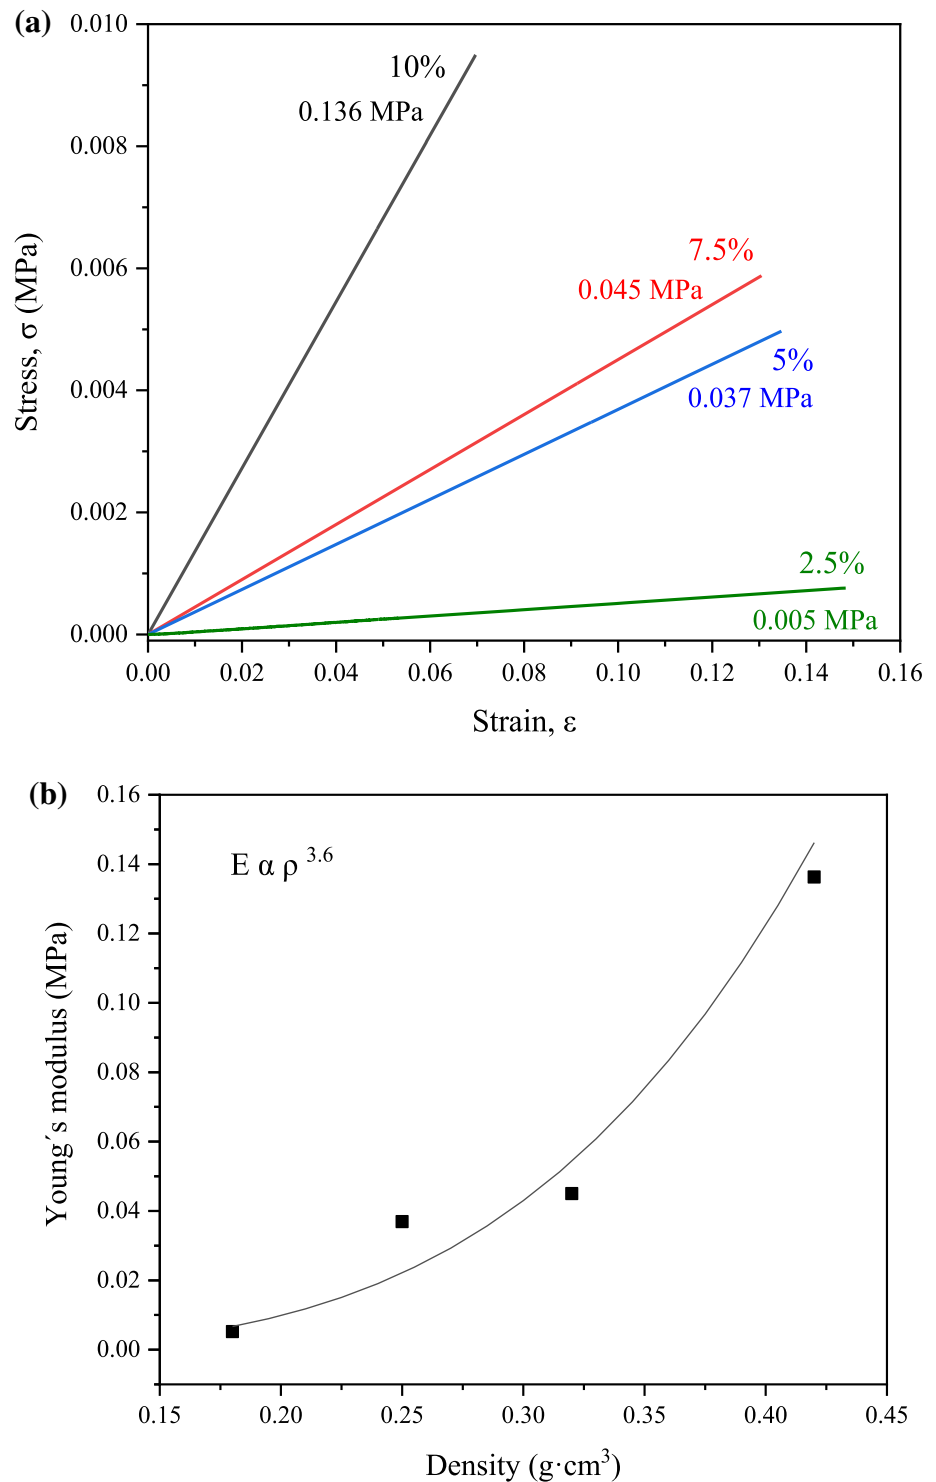 (a)
0.010
0.008
0.006
0.004
0.002
0.000
Stress, σ (MPa)
10%
0.136 MPa
7.5%
0.045 MPa
5%
0.037 MPa
2.5%
0.005 MPa
0.00 0.02 0.04 0.06 0.08 0.10 0.12 0.14 0.16
Strain, ε
(b)
0.16
0.14
0.12
0.10
0.08
0.06
0.04
0.02
0.00
Young´s modulus (MPa)
E α ρ 3.6
0.15 0.20 0.25 0.30 0.35 0.40 0.45
Density (g·cm3)